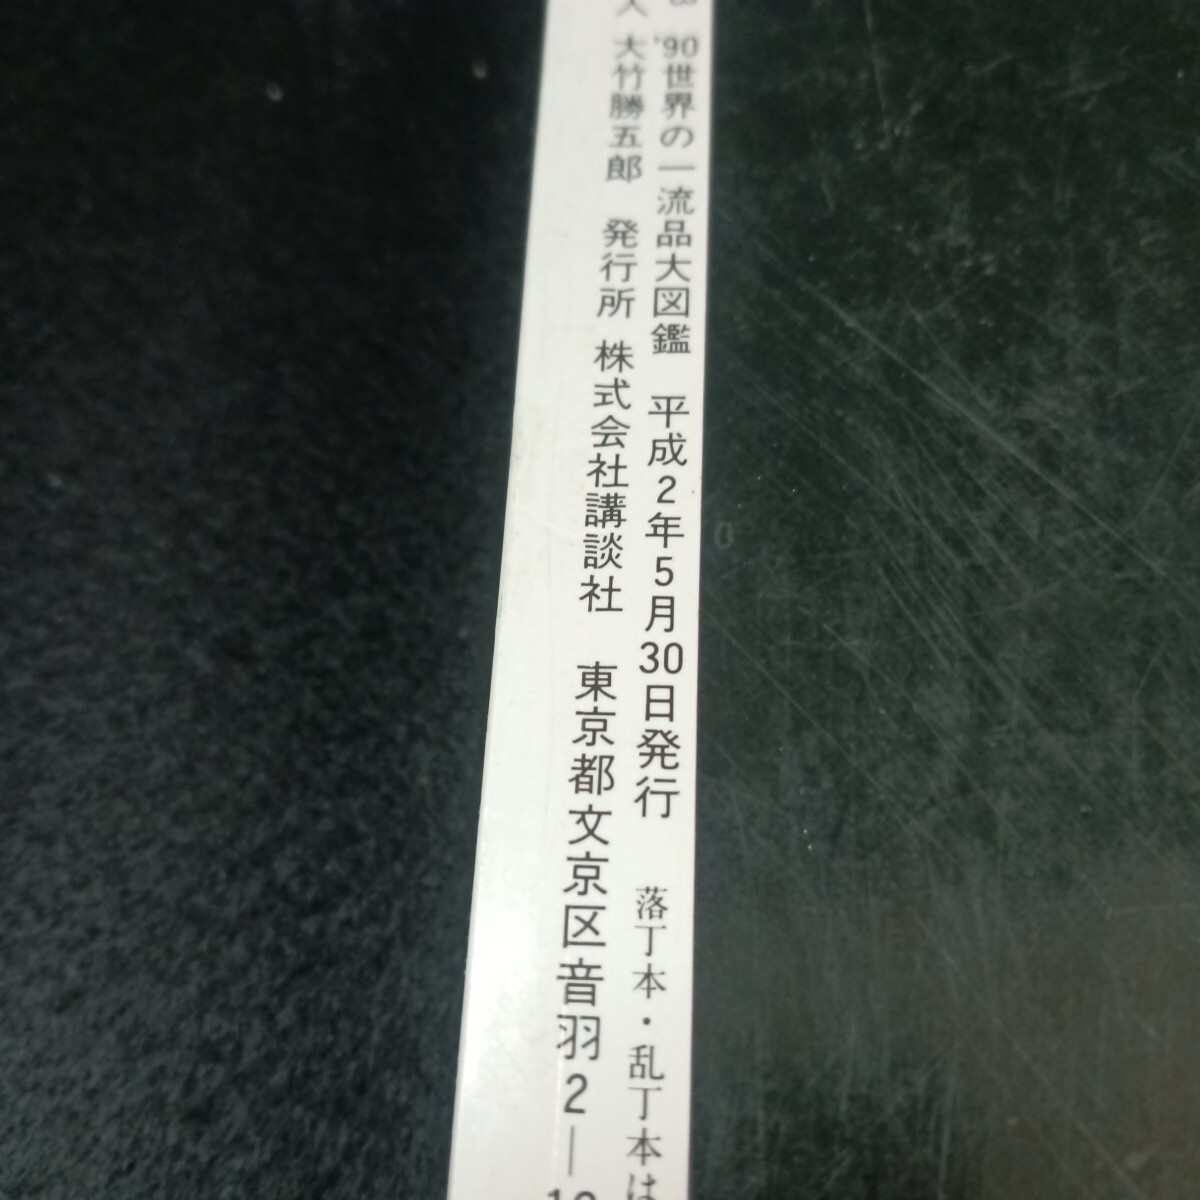 '90世界の一流品大図鑑 平成2年5月30日発行 落丁本・乱丁本は
人 大竹勝五郎 発行所 株式会社講談社 東京都文京区音羽2―